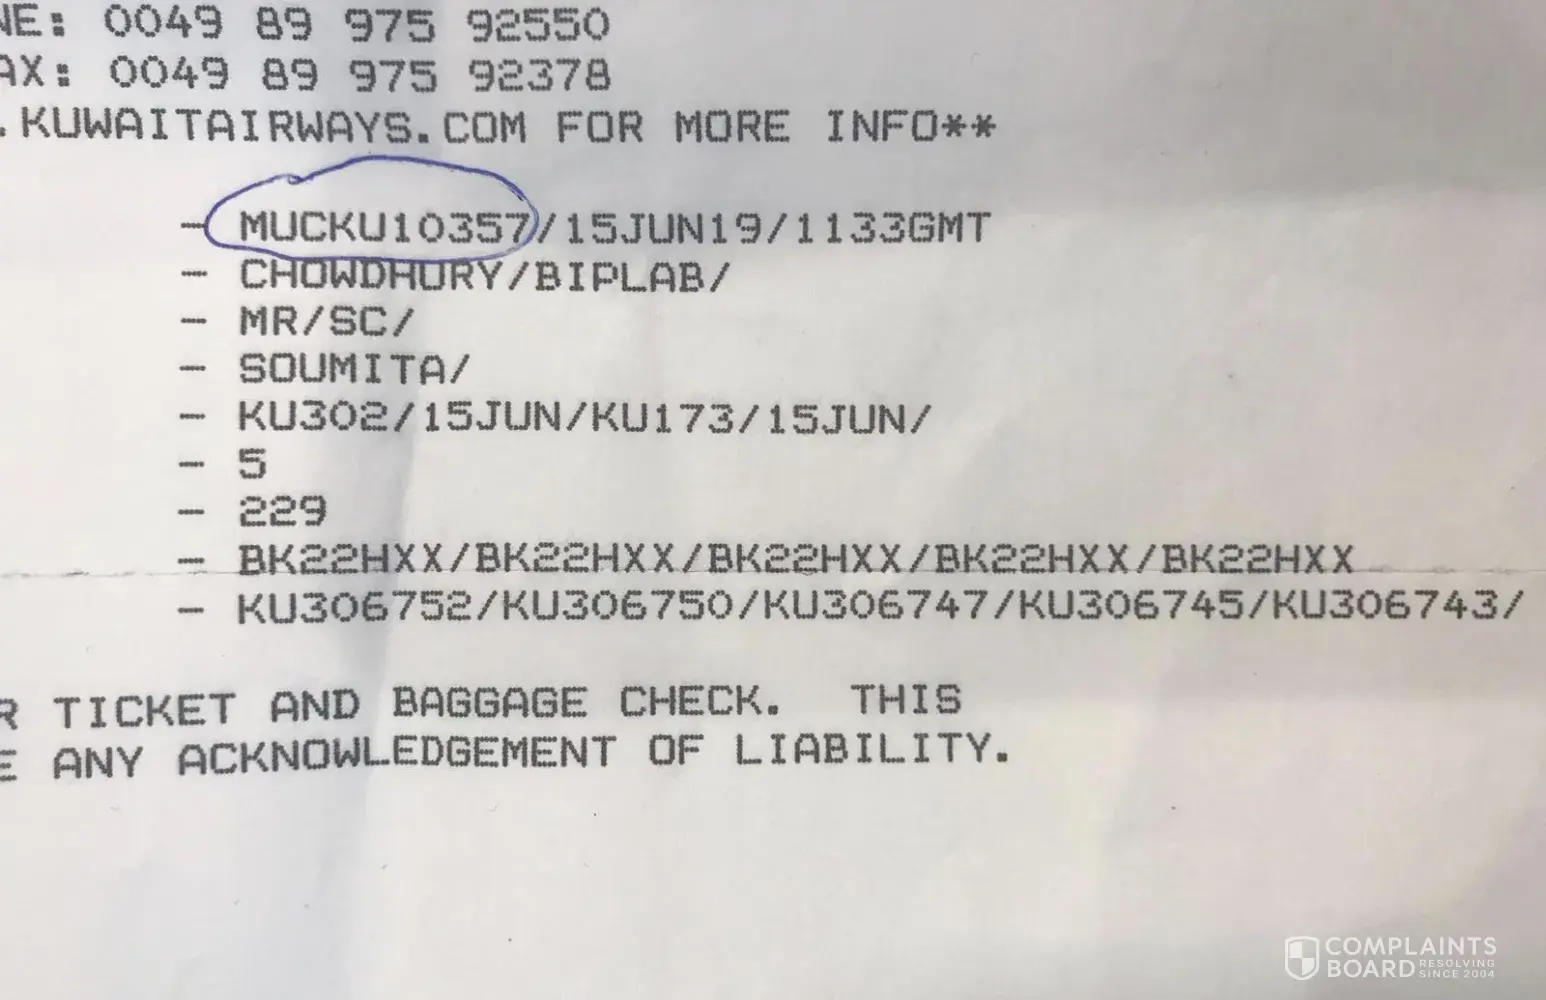 NE: 0049 89 975 92550
AX: 0049 89 975 92378
.KUWAITAIRWAYS.COM FOR MORE INFO**
- MUCKU10357/15JUN19/1133GMT
- CHOWDHURY/BIPLAB/
- MR/SC/
- SOUMITA/
- KU302/15JUN/KU173/15JUN/
- 5
- 229
- BK22HXX/BK22HXX/BK22HXX/BK22HXX/BK22HXX
- KU306752/KU306750/KU306747/KU306745/KU306743/
R TICKET AND BAGGAGE CHECK. THIS
E ANY ACKNOWLEDGEMENT OF LIABILITY.
COMPLAINTS
BOARD RESOLVING
SINCE 2004